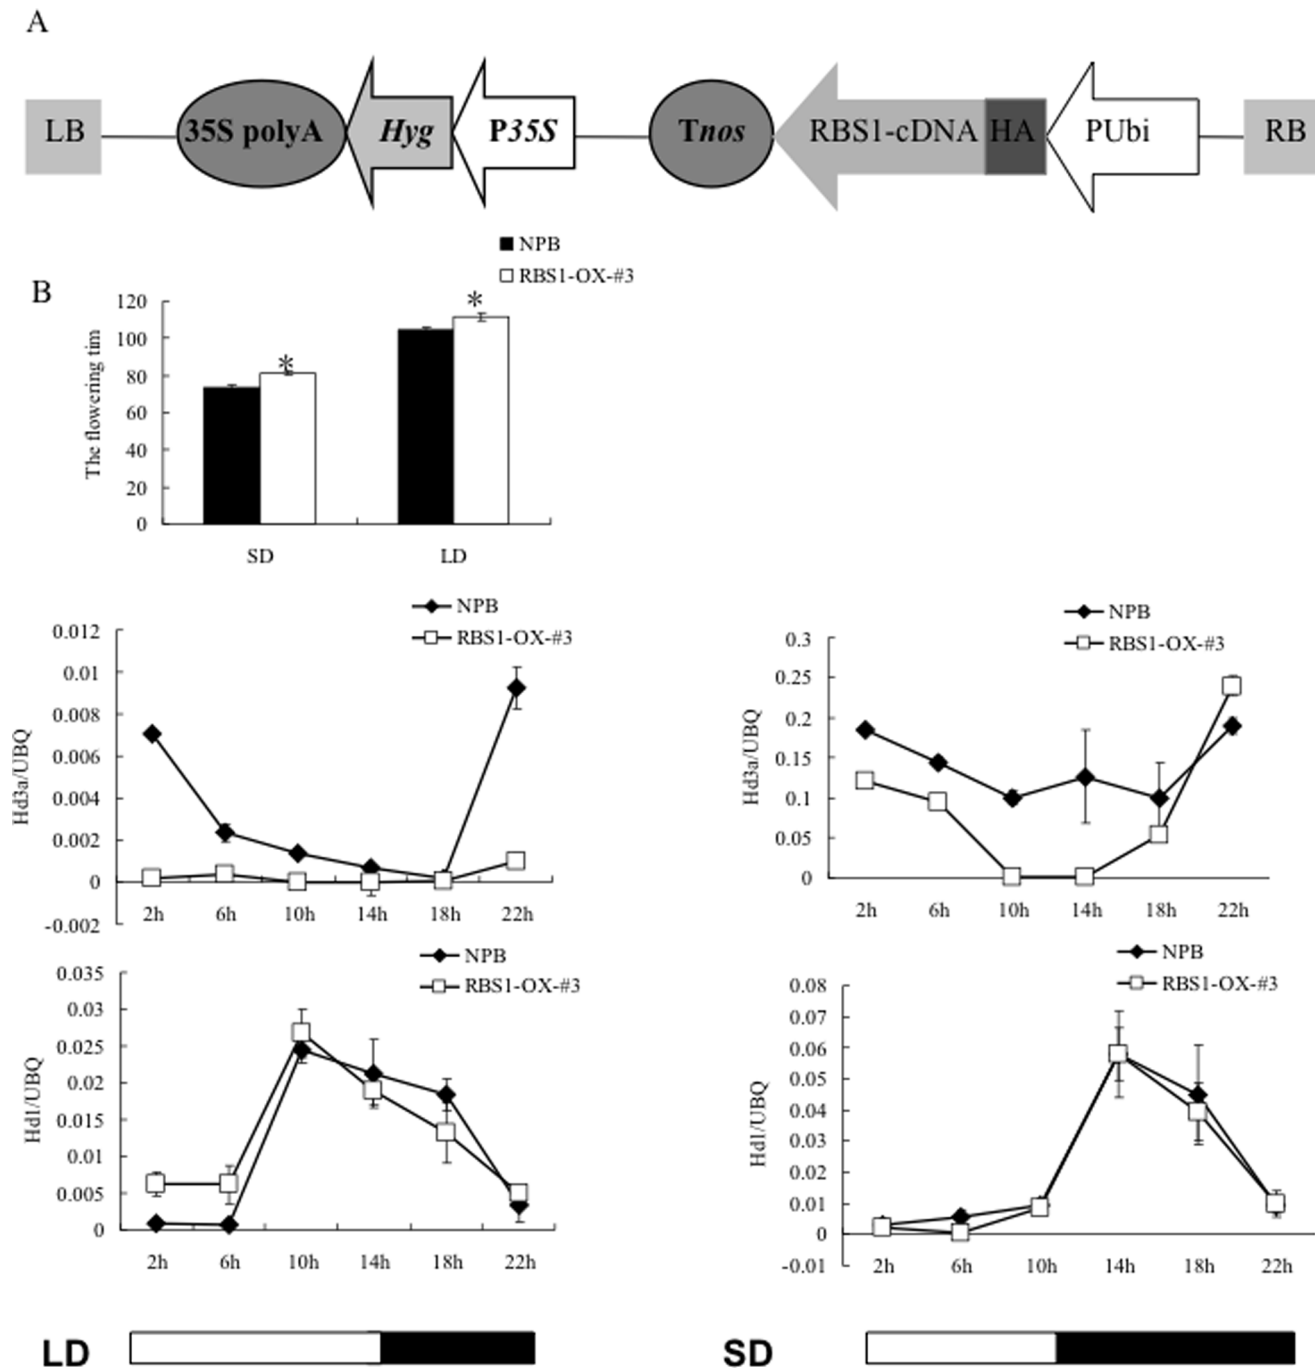 A
LB 35S polyA Hyg P35S Tnos RBS1-cDNA HA PUbi RB
NPB
RBS1-OX-#3
B
The flowering tim
120
100
80
60
40
20
0
*
*
SD LD
NPB
RBS1-OX-#3
Hd3a/UBQ
0.012
0.01
0.008
0.006
0.004
0.002
0
-0.002
2h 6h 10h 14h 18h 22h
NPB
RBS1-OX-#3
Hd3a/UBQ
0.3
0.25
0.2
0.15
0.1
0.05
0
2h 6h 10h 14h 18h 22h
NPB
RBS1-OX-#3
Hd1/UBQ
0.035
0.03
0.025
0.02
0.015
0.01
0.005
0
2h 6h 10h 14h 18h 22h
NPB
RBS1-OX-#3
Hd1/UBQ
0.08
0.07
0.06
0.05
0.04
0.03
0.02
0.01
0
-0.01
2h 6h 10h 14h 18h 22h
LD SD